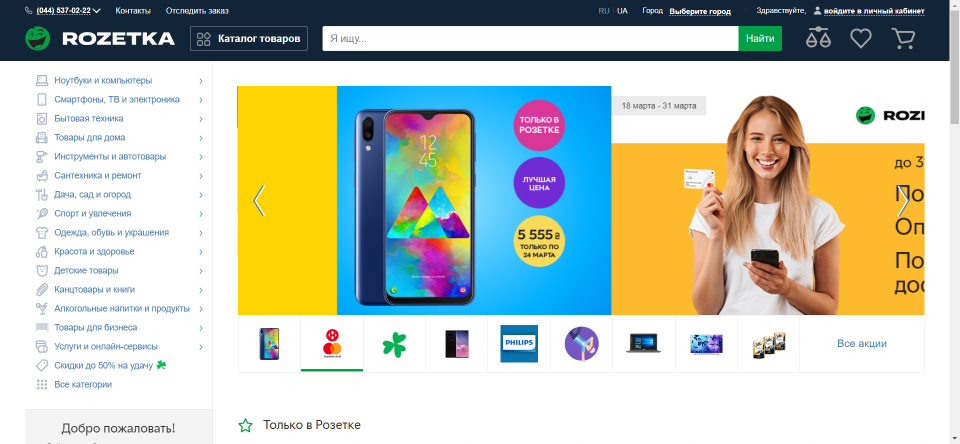 (044) 537-02-22 Контакты Отследить заказ RU UA Город Выберите город Здравствуйте, войдите в личный кабинет
ROZETKA Каталог товаров Я ищу... Найти
Ноутбуки и компьютеры
Смартфоны, ТВ и электроника
Бытовая техника
Товары для дома
Инструменты и автотовары
Сантехника и ремонт
Дача, сад и огород
Спорт и увлечения
Одежда, обувь и украшения
Красота и здоровье
Детские товары
Канцтовары и книги
Алкогольные напитки и продукты
Товары для бизнеса
Услуги и онлайн-сервисы
Скидки до 50% на удачу
Все категории
Добро пожаловать!
12
45
ТОЛЬКО В
РОЗЕТКЕ
ЛУЧШАЯ
ЦЕНА
5 555 ₴
ТОЛЬКО ПО
24 МАРТА
18 марта - 31 марта
ROZ
до 3
По
Оп
По
дос
PHILIPS
Все акции
Только в Розетке